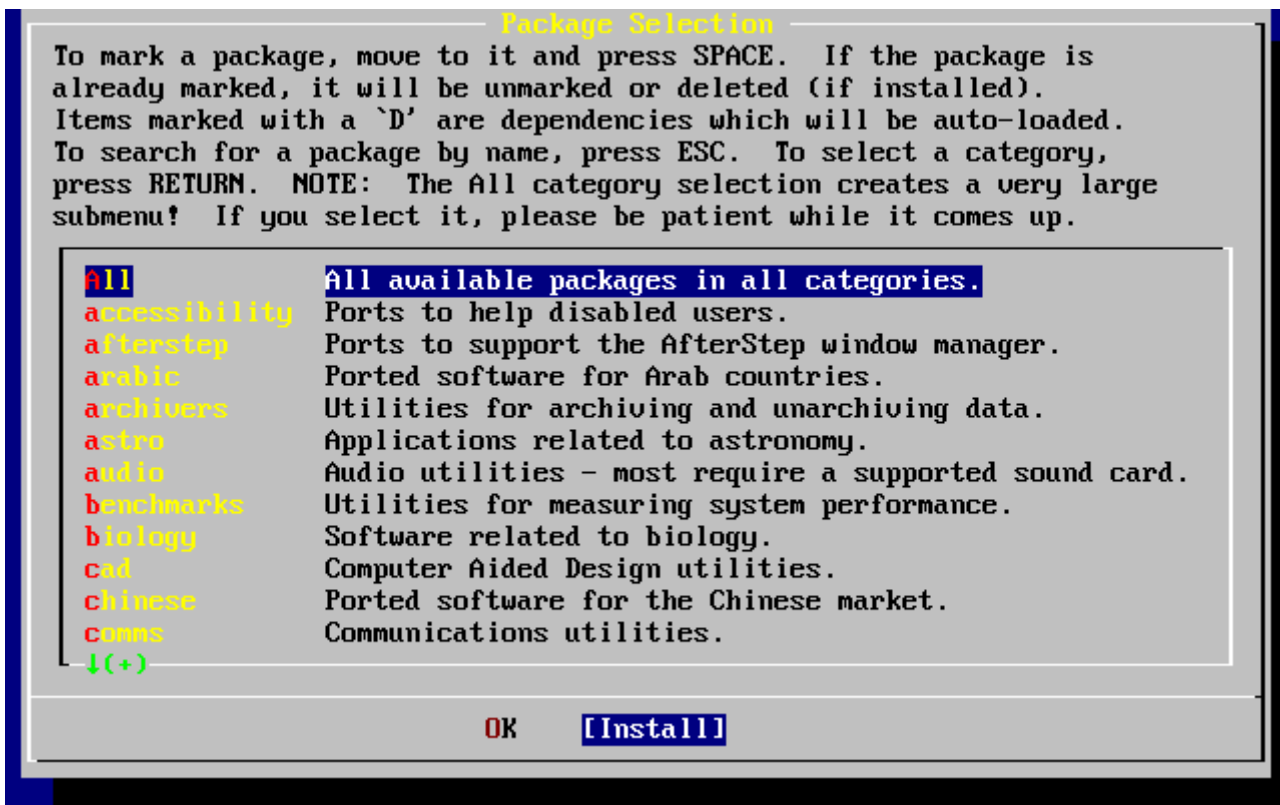 Package Selection
To mark a package, move to it and press SPACE.  If the package is
already marked, it will be unmarked or deleted (if installed).
Items marked with a `D' are dependencies which will be auto-loaded.
To search for a package by name, press ESC.  To select a category,
press RETURN.  NOTE:  The All category selection creates a very large
submenu!  If you select it, please be patient while it comes up.
All All available packages in all categories.
accessibility Ports to help disabled users.
afterstep Ports to support the AfterStep window manager.
arabic Ported software for Arab countries.
archivers Utilities for archiving and unarchiving data.
astro Applications related to astronomy.
audio Audio utilities - most require a supported sound card.
benchmarks Utilities for measuring system performance.
biology Software related to biology.
cad Computer Aided Design utilities.
chinese Ported software for the Chinese market.
comms Communications utilities.
↓(+)
OK [Install]